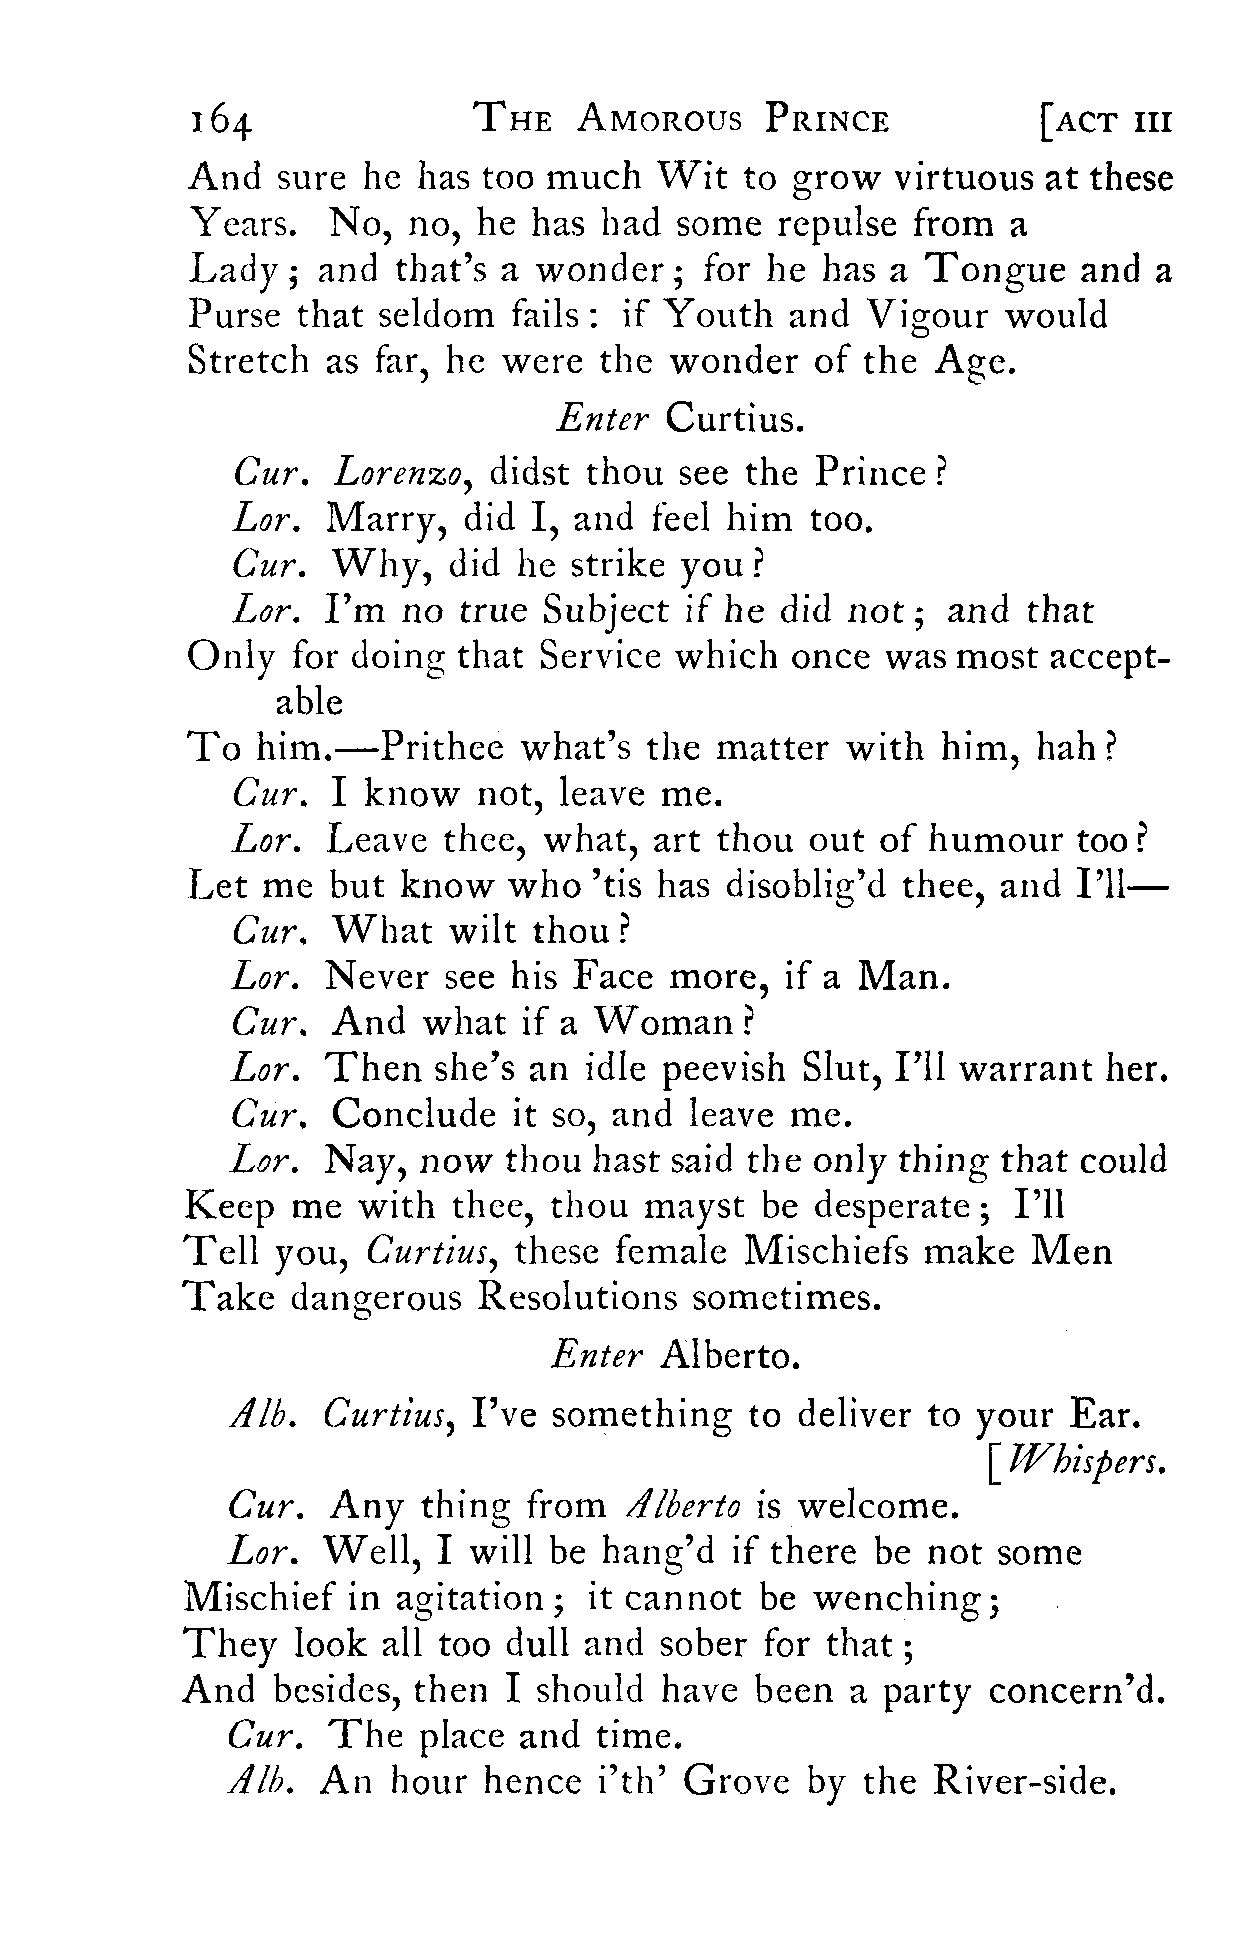 164 THE AMOROUS PRINCE [ACT III
And sure he has too much Wit to grow virtuous at these
Years. No, no, he has had some repulse from a
Lady; and that's a wonder; for he has a Tongue and a
Purse that seldom fails: if Youth and Vigour would
Stretch as far, he were the wonder of the Age.
Enter Curtius.
Cur. Lorenzo, didst thou see the Prince?
Lor. Marry, did I, and feel him too.
Cur. Why, did he strike you?
Lor. I'm no true Subject if he did not; and that
Only for doing that Service which once was most accept-
able
To him.—Prithee what's the matter with him, hah?
Cur. I know not, leave me.
Lor. Leave thee, what, art thou out of humour too?
Let me but know who 'tis has disoblig'd thee, and I'll—
Cur. What wilt thou?
Lor. Never see his Face more, if a Man.
Cur. And what if a Woman?
Lor. Then she's an idle peevish Slut, I'll warrant her.
Cur. Conclude it so, and leave me.
Lor. Nay, now thou hast said the only thing that could
Keep me with thee, thou mayst be desperate; I'll
Tell you, Curtius, these female Mischiefs make Men
Take dangerous Resolutions sometimes.
Enter Alberto.
Alb. Curtius, I've something to deliver to your Ear.
[Whispers.
Cur. Any thing from Alberto is welcome.
Lor. Well, I will be hang'd if there be not some
Mischief in agitation; it cannot be wenching;
They look all too dull and sober for that;
And besides, then I should have been a party concern'd.
Cur. The place and time.
Alb. An hour hence i'th' Grove by the River-side.